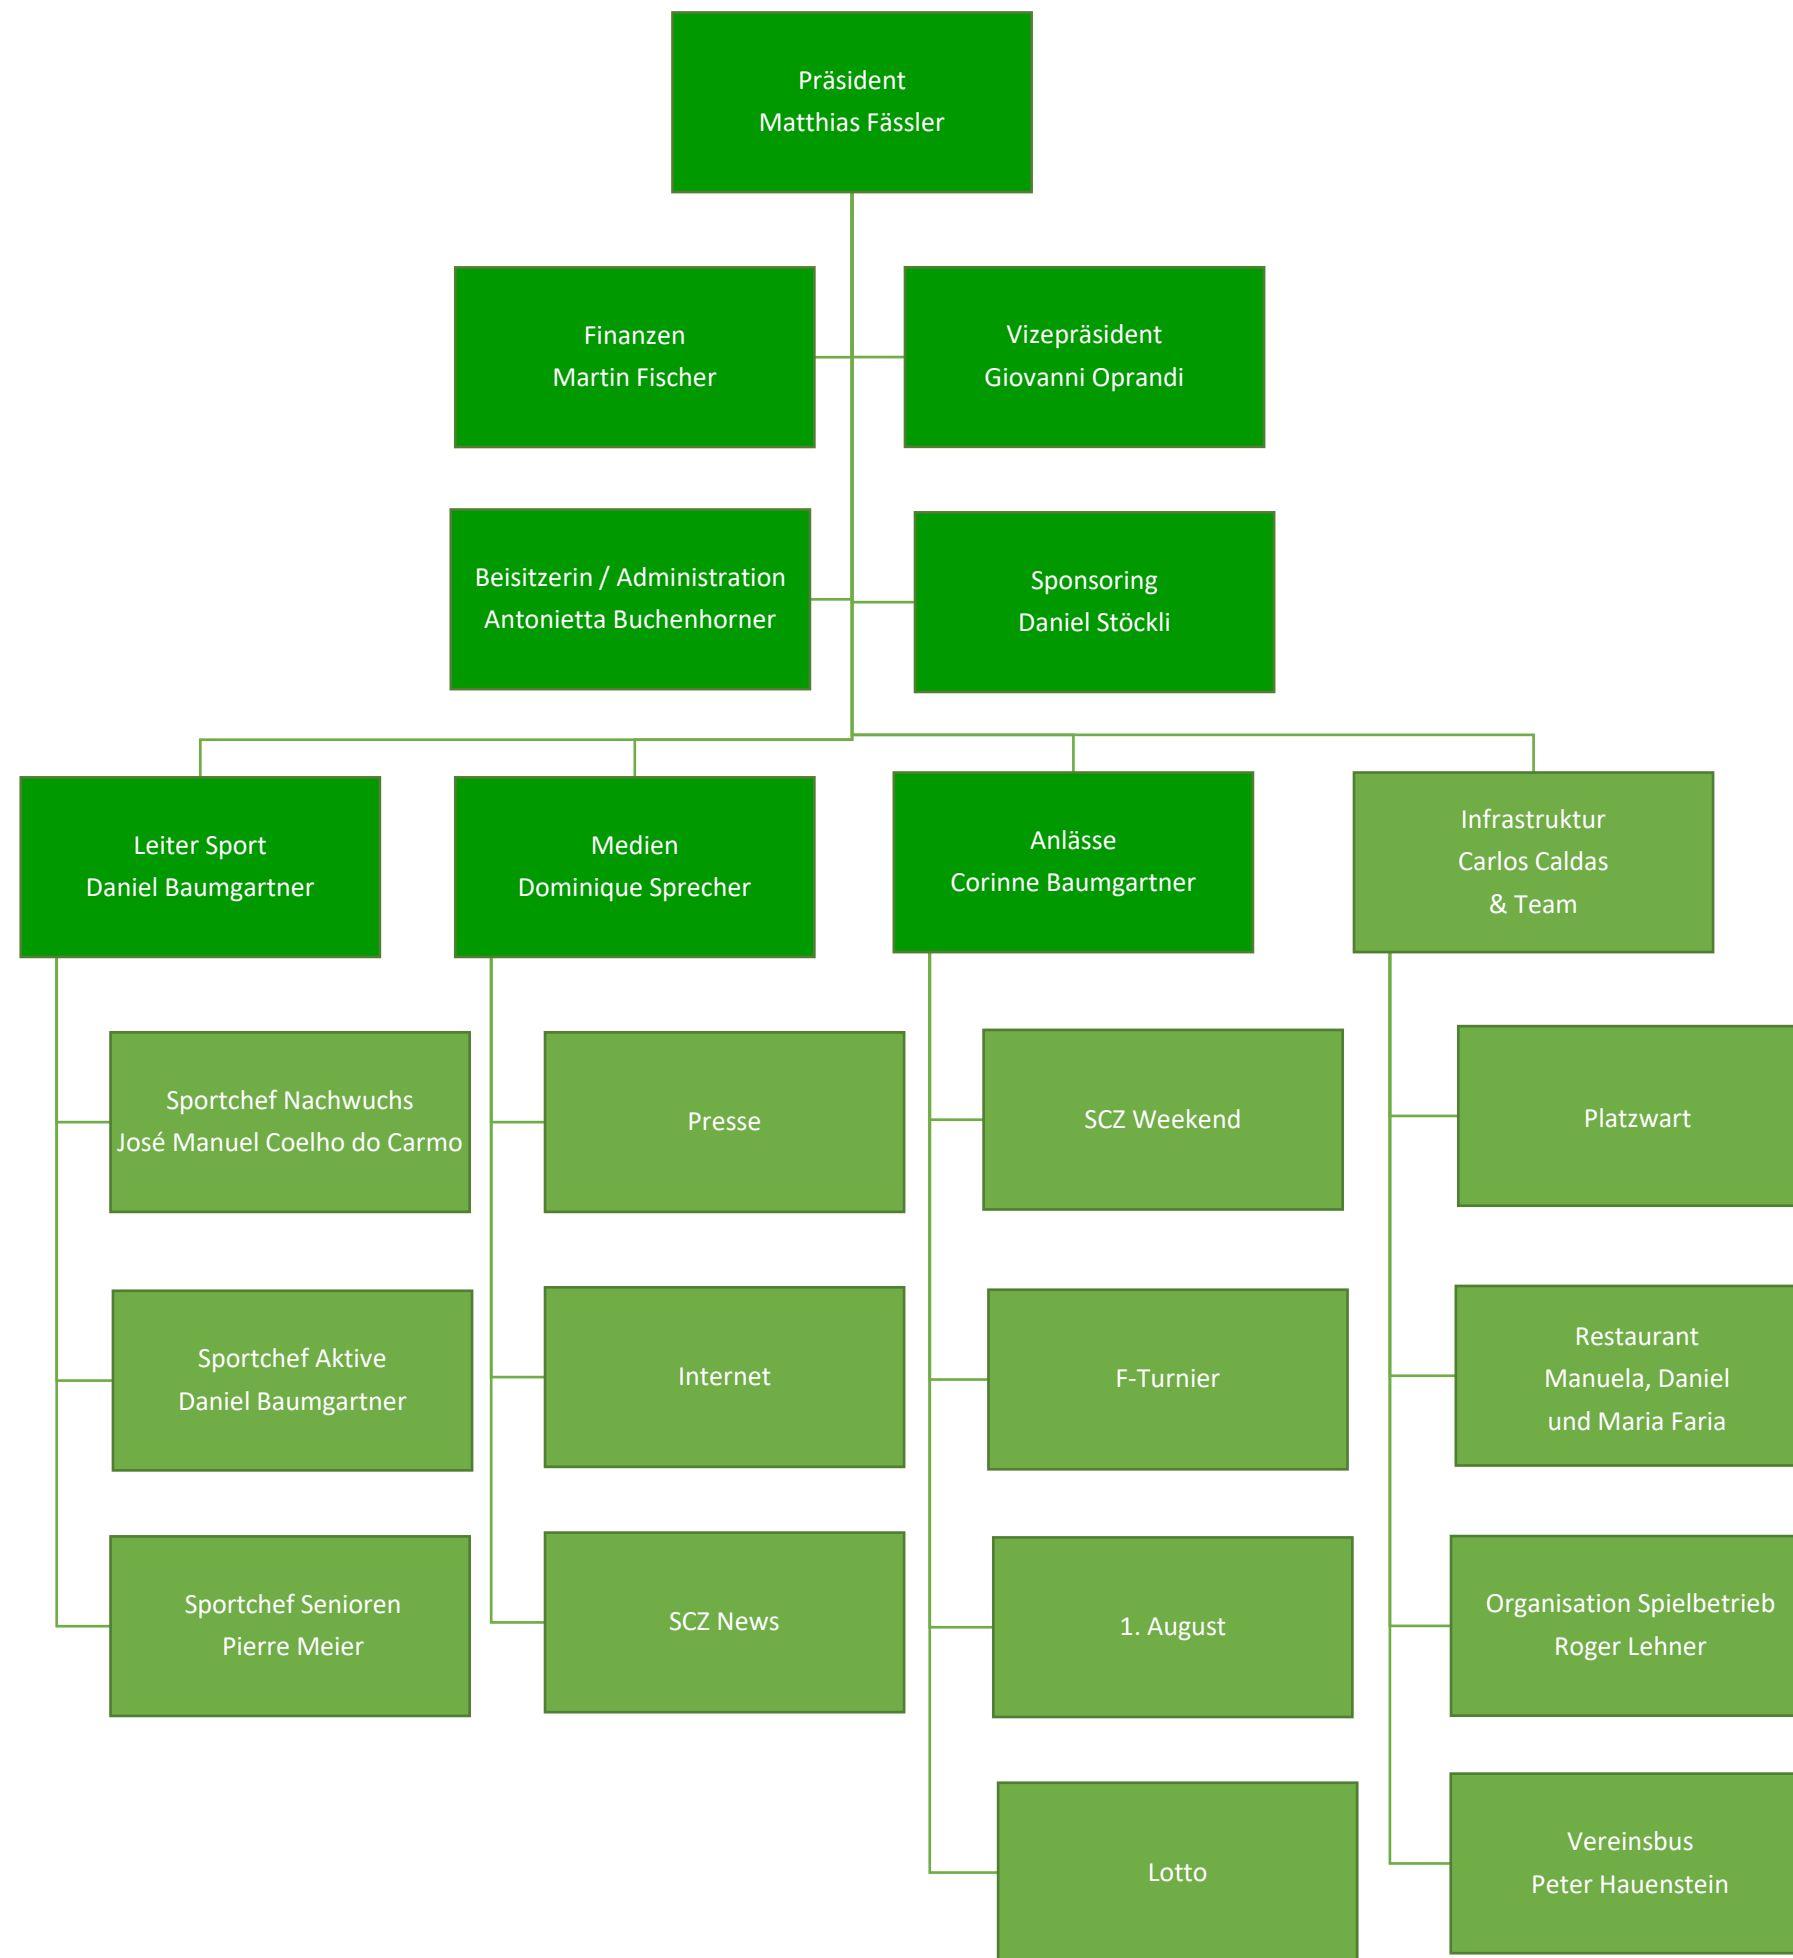 Präsident
Matthias Fässler
Finanzen
Martin Fischer
Vizepräsident
Giovanni Oprandi
Beisitzerin / Administration
Antonietta Buchenhorner
Sponsoring
Daniel Stöckli
Leiter Sport
Daniel Baumgartner
Medien
Dominique Sprecher
Anlässe
Corinne Baumgartner
Infrastruktur
Carlos Caldas
& Team
Sportchef Nachwuchs
José Manuel Coelho do Carmo
Presse
SCZ Weekend
Platzwart
Sportchef Aktive
Daniel Baumgartner
Internet
F-Turnier
Restaurant
Manuela, Daniel
und Maria Faria
Sportchef Senioren
Pierre Meier
SCZ News
1. August
Organisation Spielbetrieb
Roger Lehner
Lotto
Vereinsbus
Peter Hauenstein